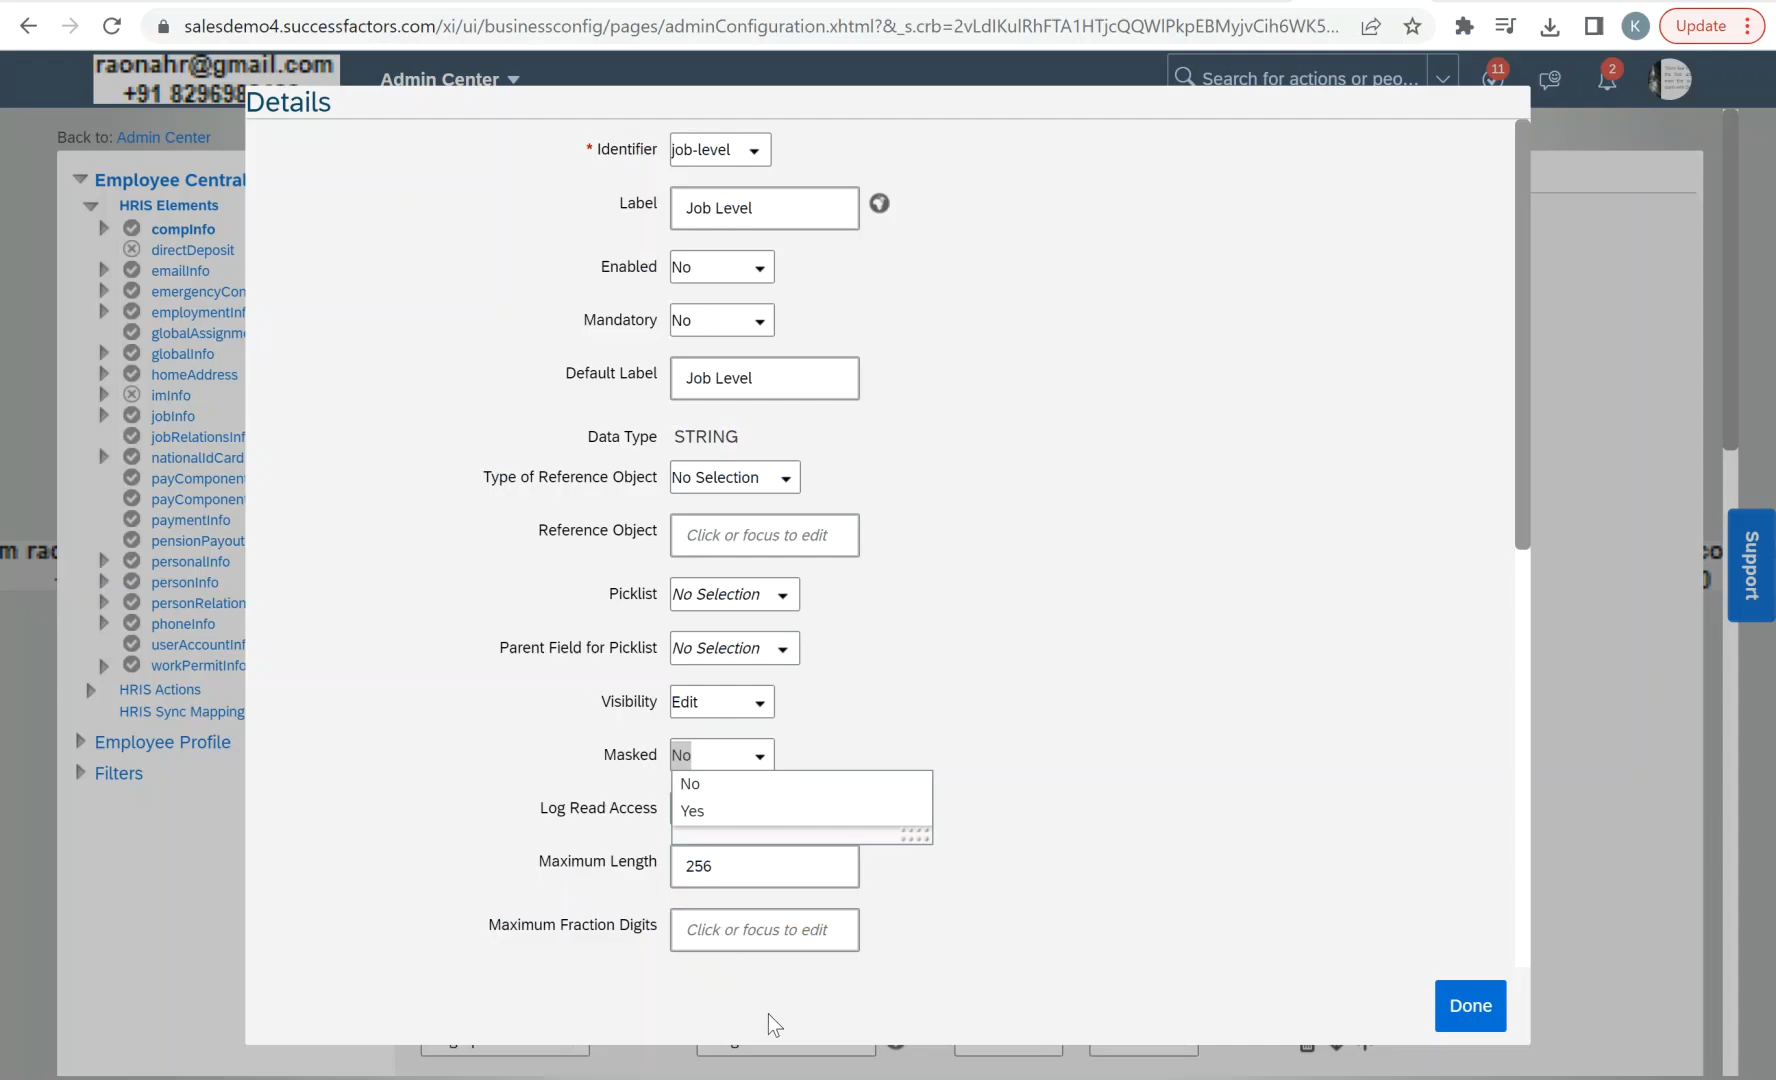 salesdemo4.successfactors.com/xi/ui/businessconfig/pages/adminConfiguration.xhtml?&_s.crb=2vLdIKulRhFTA1HTjcQQWlPkpEBMyjvCih6WK5...
K
Update
raonahr@gmail.com
Admin Center
Search for actions or peo...
11
2
Details
Back to: Admin Center
Employee Central
HRIS Elements
compInfo
directDeposit
emailInfo
emergencyCon
employmentInf
globalAssignme
globalInfo
homeAddress
imInfo
jobInfo
jobRelationsInf
nationalIdCard
payComponent
payComponent
paymentInfo
pensionPayout
personalInfo
personInfo
personRelation
phoneInfo
userAccountInf
workPermitInfo
HRIS Actions
HRIS Sync Mapping
Employee Profile
Filters
* Identifier job-level
Label Job Level
Enabled No
Mandatory No
Default Label Job Level
Data Type STRING
Type of Reference Object No Selection
Reference Object Click or focus to edit
Picklist No Selection
Parent Field for Picklist No Selection
Visibility Edit
Masked No
No
Yes
Log Read Access
Maximum Length 256
Maximum Fraction Digits Click or focus to edit
Done
Support